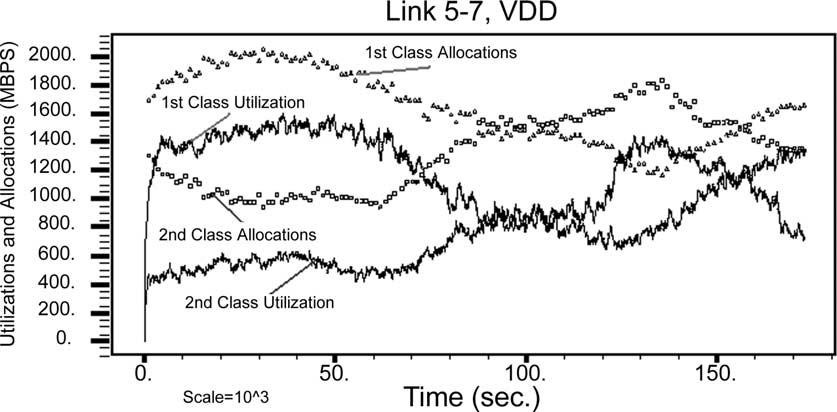 Link 5-7, VDD
Utilizations and Allocations (MBPS)
2000.
1800.
1600.
1400.
1200.
1000.
800.
600.
400.
200.
0.
1st Class Allocations
1st Class Utilization
2nd Class Allocations
2nd Class Utilization
0.
50.
100.
150.
Scale=10^3
Time (sec.)